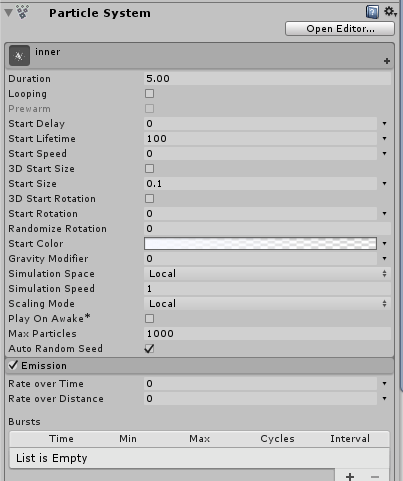 Particle System
Open Editor...
inner
Duration 5.00
Looping
Prewarm
Start Delay 0
Start Lifetime 100
Start Speed 0
3D Start Size
Start Size 0.1
3D Start Rotation
Start Rotation 0
Randomize Rotation 0
Start Color
Gravity Modifier 0
Simulation Space Local
Simulation Speed 1
Scaling Mode Local
Play On Awake*
Max Particles 1000
Auto Random Seed
Emission
Rate over Time 0
Rate over Distance 0
Bursts
Time Min Max Cycles Interval
List is Empty